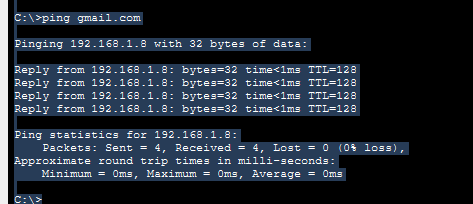 C:\>ping gmail.com
Pinging 192.168.1.8 with 32 bytes of data:
Reply from 192.168.1.8: bytes=32 time<1ms TTL=128
Reply from 192.168.1.8: bytes=32 time<1ms TTL=128
Reply from 192.168.1.8: bytes=32 time<1ms TTL=128
Reply from 192.168.1.8: bytes=32 time<1ms TTL=128
Ping statistics for 192.168.1.8:
Packets: Sent = 4, Received = 4, Lost = 0 (0% loss),
Approximate round trip times in milli-seconds:
Minimum = 0ms, Maximum = 0ms, Average = 0ms
C:\>